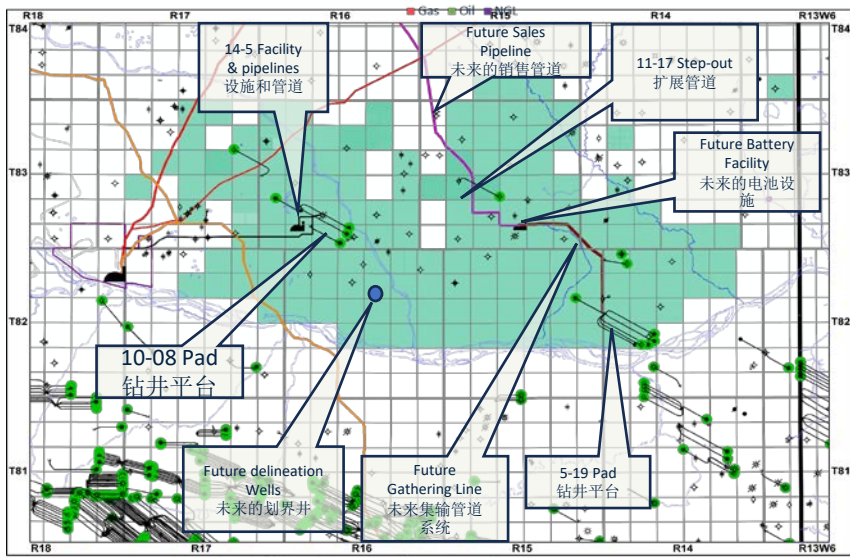 R18 R17 R16 R15 R14 R13W6
Gas Oil NGL
T84 T84
14-5 Facility
& pipelines
设施和管道
Future Sales
Pipeline
未来的销售管道
11-17 Step-out
扩展管道
Future Battery
Facility
未来的电池设
施
T83 T83
T82 T82
10-08 Pad
钻井平台
Future delineation
Wells
未来的划界井
Future
Gathering Line
未来集输管道
系统
5-19 Pad
钻井平台
T81 T81
R18 R17 R16 R15 R14 R13W6